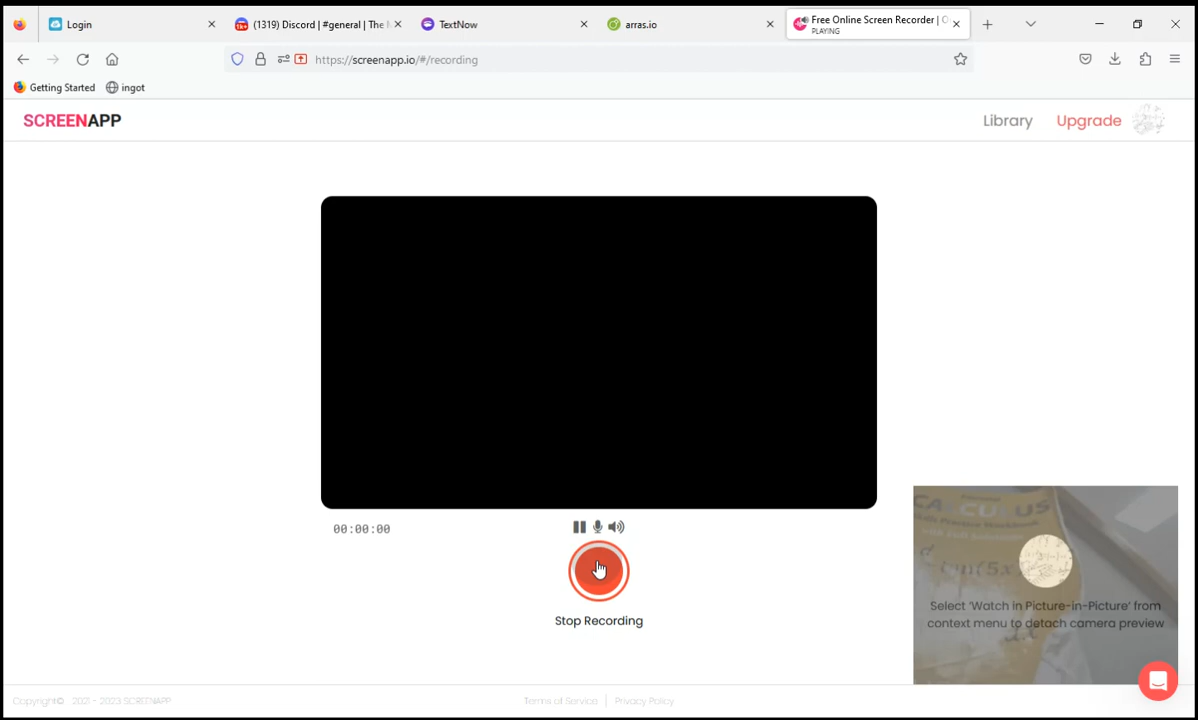 Login
(1319) Discord | #general | The
TextNow
arras.io
Free Online Screen Recorder | O
PLAYING
https://screenapp.io/#/recording
Getting Started
ingot
SCREENAPP
Library
Upgrade
00:00:00
Stop Recording
CALCULUS
Select 'Watch in Picture-in-Picture' from
context menu to detach camera preview
Copyright© 2021 - 2023 SCREENAPP
Terms of Service
Privacy Policy